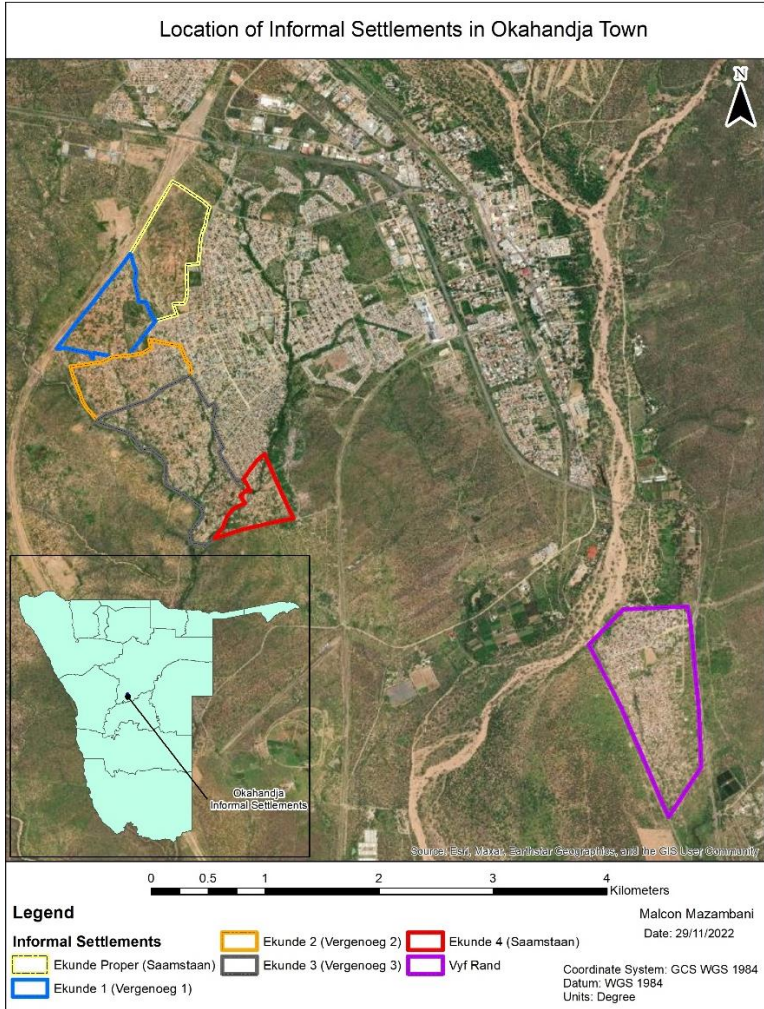 Location of Informal Settlements in Okahandja Town
N
Okahandja
Informal Settlements
Source: Esri, Maxar, Earthstar Geographics, and the GIS User Community
0 0.5 1 2 3 4
Kilometers
Legend
Informal Settlements
Ekunde Proper (Saamstaan)
Ekunde 1 (Vergenoeg 1)
Ekunde 2 (Vergenoeg 2)
Ekunde 3 (Vergenoeg 3)
Ekunde 4 (Saamstaan)
Vyf Rand
Malcon Mazambani
Date: 29/11/2022
Coordinate System: GCS WGS 1984
Datum: WGS 1984
Units: Degree